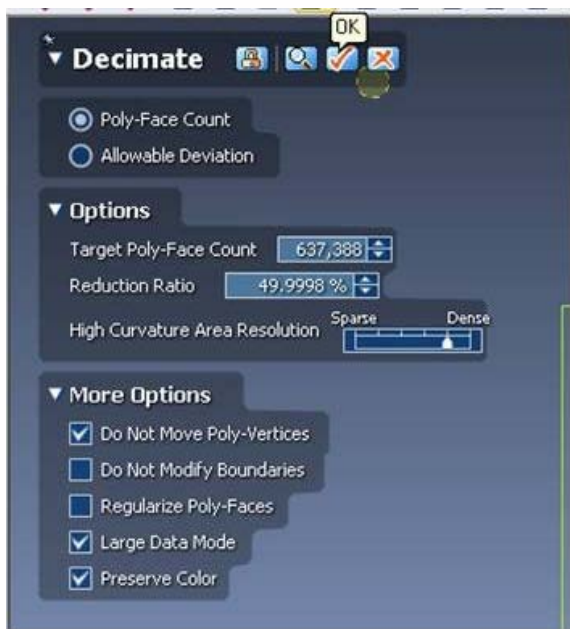 OK
Decimate
Poly-Face Count
Allowable Deviation
Options
Target Poly-Face Count 637,388
Reduction Ratio 49.9998 %
Sparse Dense
High Curvature Area Resolution
More Options
Do Not Move Poly-Vertices
Do Not Modify Boundaries
Regularize Poly-Faces
Large Data Mode
Preserve Color